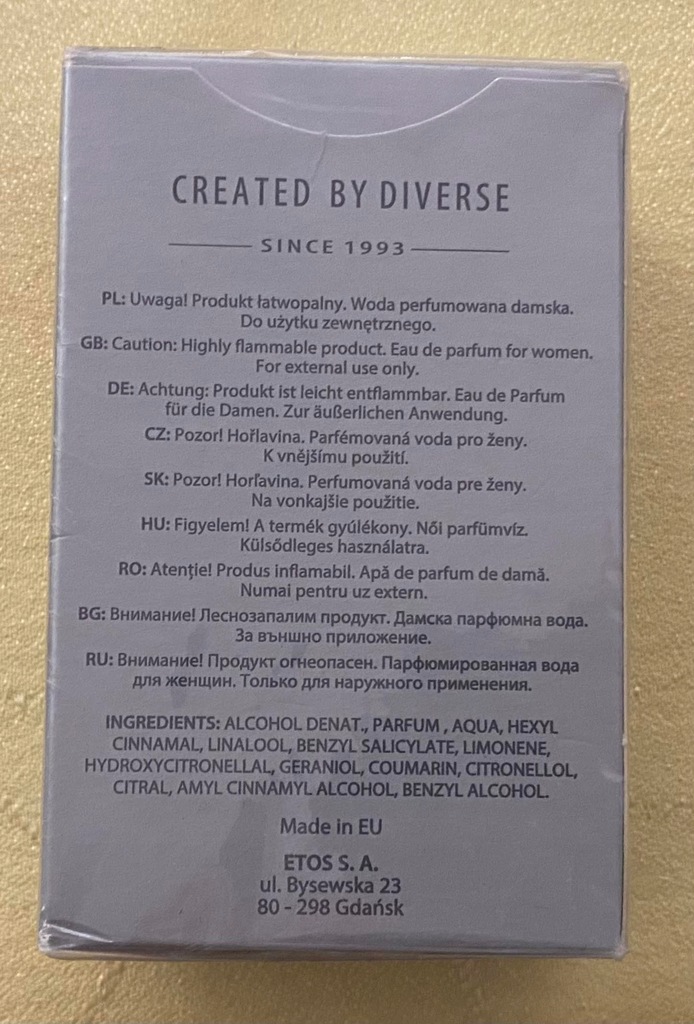 CREATED BY DIVERSE
SINCE 1993
PL: Uwaga! Produkt łatwopalny. Woda perfumowana damska.
Do użytku zewnętrznego.
GB: Caution: Highly flammable product. Eau de parfum for women.
For external use only.
DE: Achtung: Produkt ist leicht entflammbar. Eau de Parfum
für die Damen. Zur äußerlichen Anwendung.
CZ: Pozor! Hořlavina. Parfémovaná voda pro ženy.
K vnějšímu použití.
SK: Pozor! Horľavina. Perfumovaná voda pre ženy.
Na vonkajšie použitie.
HU: Figyelem! A termék gyúlékony. Női parfümvíz.
Külsődleges használatra.
RO: Atenție! Produs inflamabil. Apă de parfum de damă.
Numai pentru uz extern.
BG: Внимание! Леснозапалим продукт. Дамска парфюмна вода.
За външно приложение.
RU: Внимание! Продукт огнеопасен. Парфюмированная вода
для женщин. Только для наружного применения.
INGREDIENTS: ALCOHOL DENAT., PARFUM , AQUA, HEXYL
CINNAMAL, LINALOOL, BENZYL SALICYLATE, LIMONENE,
HYDROXYCITRONELLAL, GERANIOL, COUMARIN, CITRONELLOL,
CITRAL, AMYL CINNAMYL ALCOHOL, BENZYL ALCOHOL.
Made in EU
ETOS S. A.
ul. Bysewska 23
80 - 298 Gdańsk